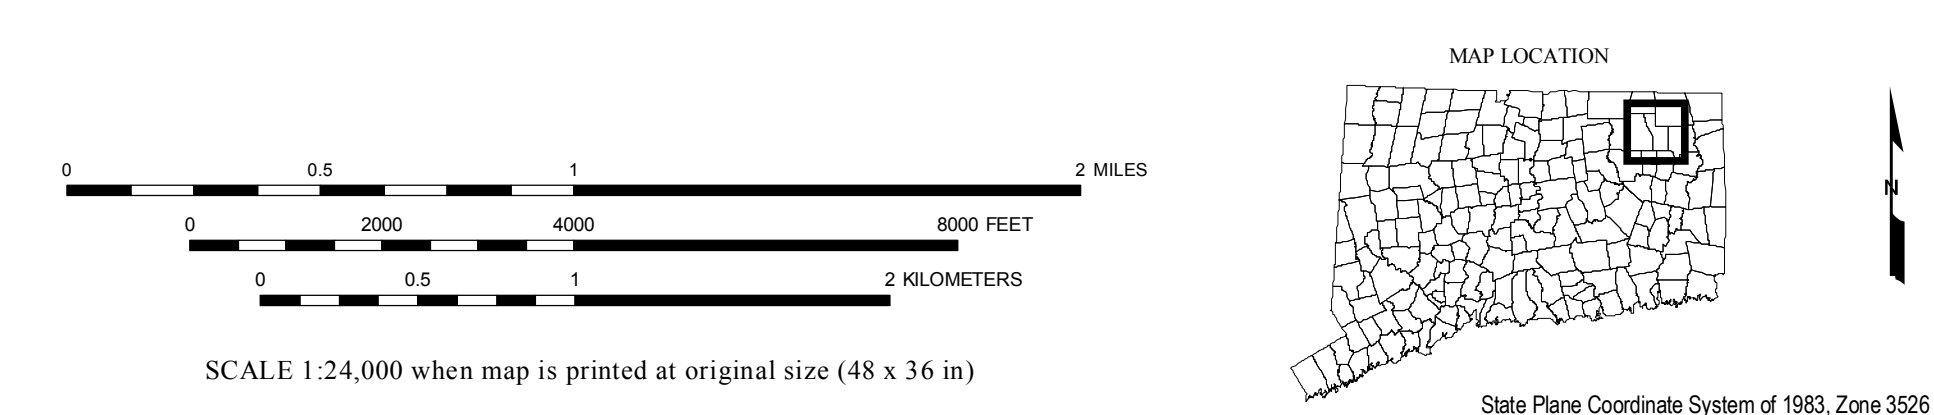 MAP LOCATION
0 0.5 1 2 MILES
0 2000 4000 8000 FEET
0 0.5 1 2 KILOMETERS
N
SCALE 1:24,000 when map is printed at original size (48 x 36 in)
State Plane Coordinate System of 1983, Zone 3526